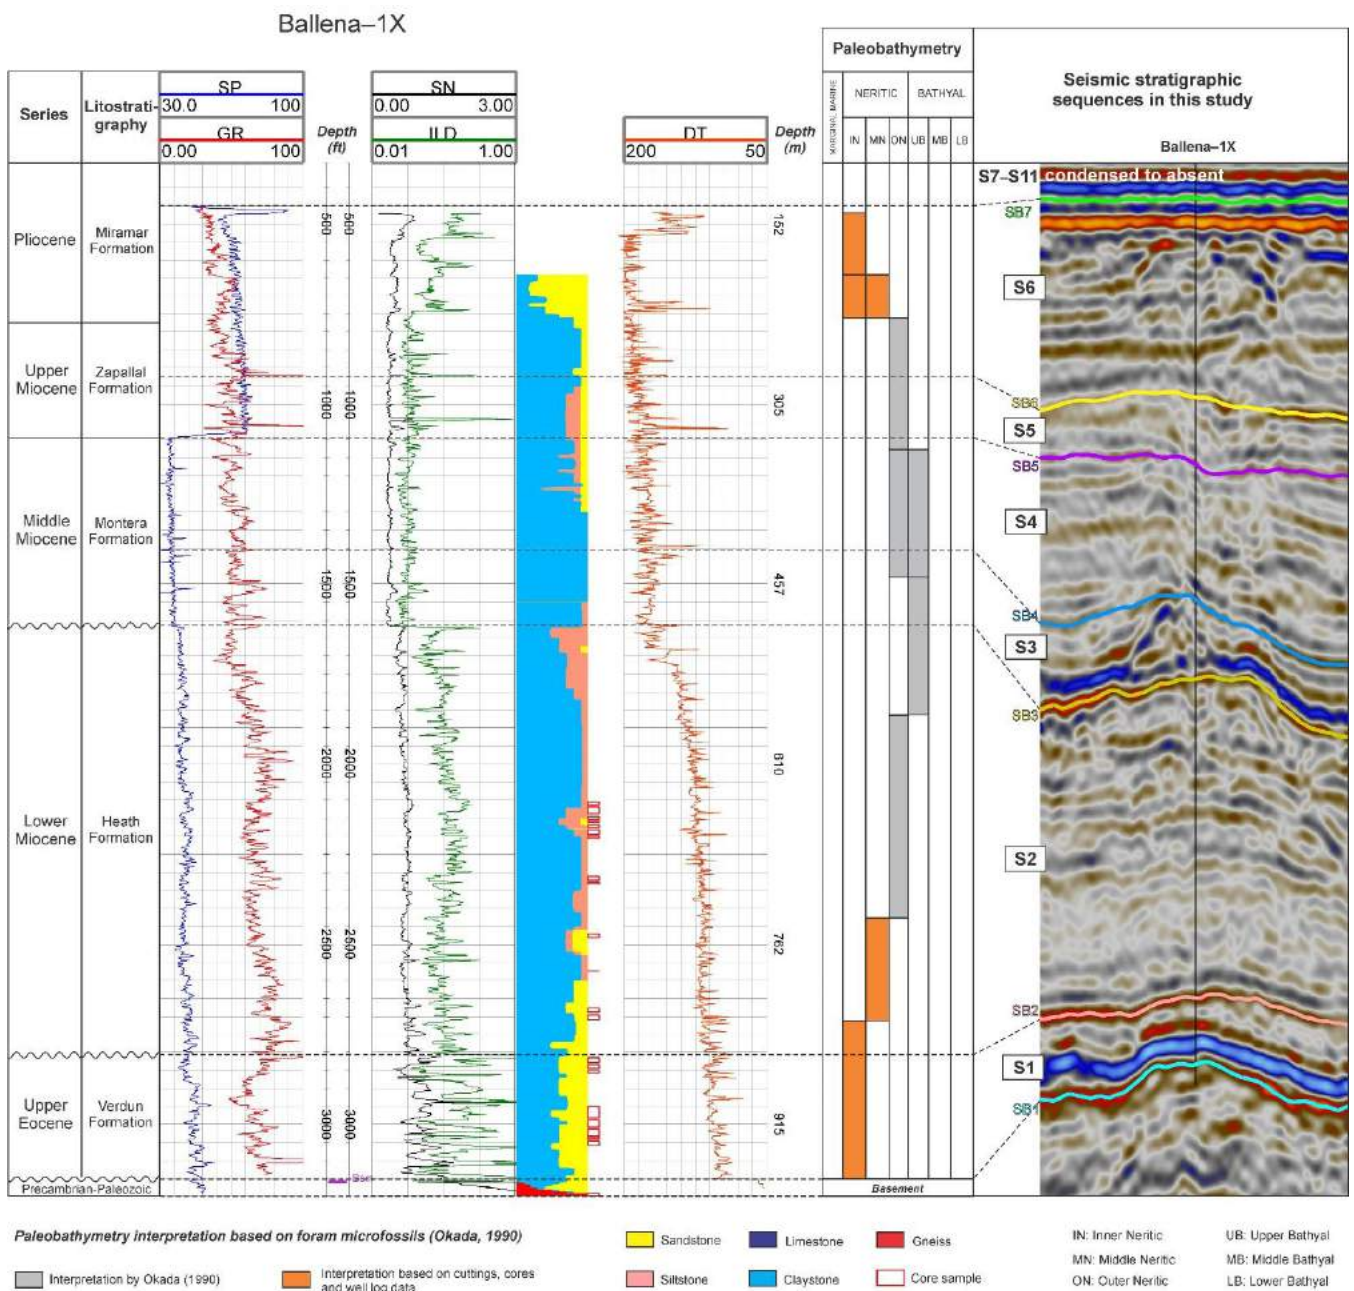 Ballena–1X
Paleobathymetry
Seismic stratigraphic
sequences in this study
Ballena–1X
Series
Litostrati-
graphy
SP
30.0 100
GR
0.00 100
Depth
(ft)
SN
0.00 3.00
ILD
0.01 1.00
DT
200 50
Depth
(m)
MARGINAL MARINE
NERITIC
BATHYAL
IN MN ON UB MB LB
S7–S11 condensed to absent
SB7
500 500
152
Pliocene
Miramar
Formation
S6
Upper
Miocene
Zapallal
Formation
1000 1000
305
SB6
S5
SB5
Middle
Miocene
Montera
Formation
S4
1500 1500
457
SB4
S3
SB3
2000 2000
610
Lower
Miocene
Heath
Formation
S2
2500 2500
762
SB2
S1
Upper
Eocene
Verdun
Formation
3000 3000
915
SB1
Precambrian-Paleozoic
Basement
Paleobathymetry interpretation based on foram microfossils (Okada, 1990)
Interpretation by Okada (1990)
Interpretation based on cuttings, cores
and well log data
Sandstone
Limestone
Gneiss
Siltstone
Claystone
Core sample
IN: Inner Neritic
UB: Upper Bathyal
MN: Middle Neritic
MB: Middle Bathyal
ON: Outer Neritic
LB: Lower Bathyal